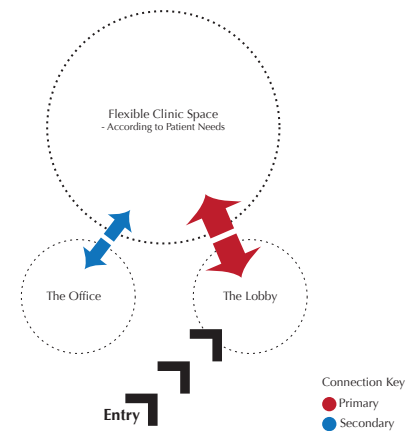 Flexible Clinic Space
- According to Patient Needs
The Office
The Lobby
Entry
Connection Key
Primary
Secondary